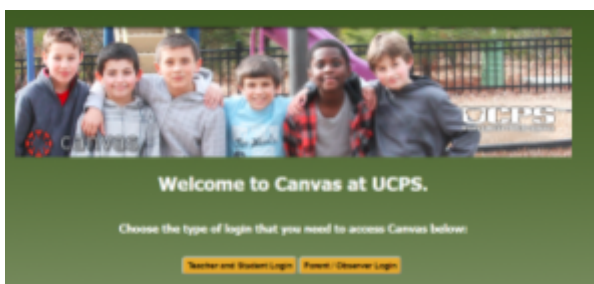 canvas
UCPS
Welcome to Canvas at UCPS.
Choose the type of login that you need to access Canvas below:
Teacher and Student Login
Parent / Observer Login